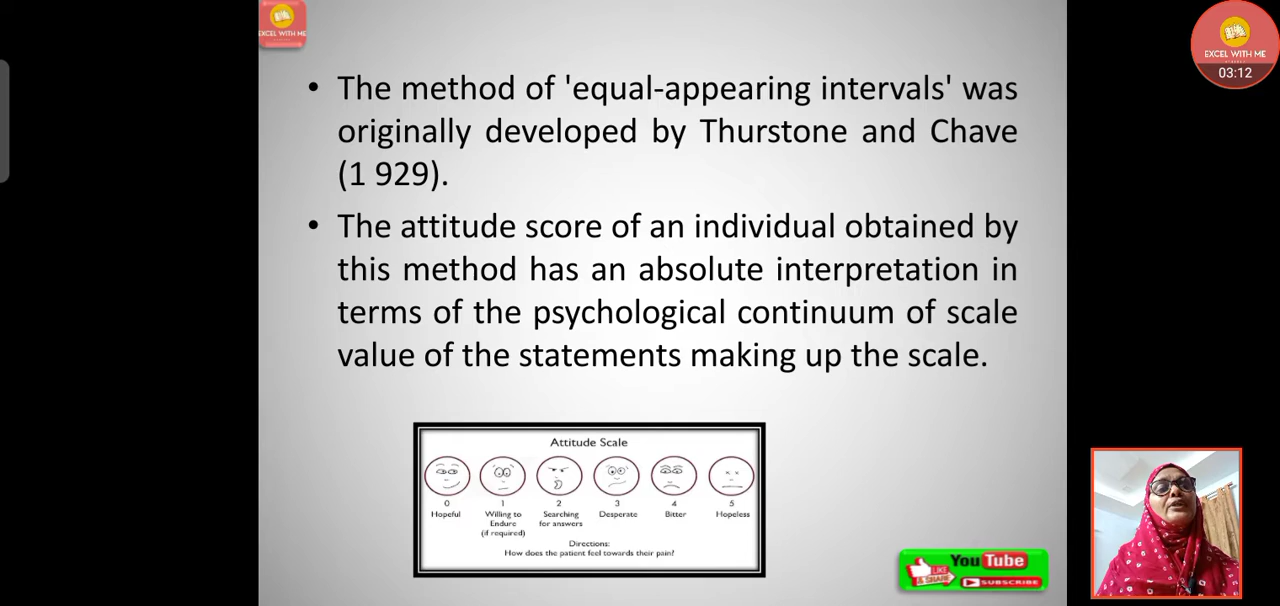 EXCEL WITH ME
EXCEL WITH ME
03:12
• The method of 'equal-appearing intervals' was
originally developed by Thurstone and Chave
(1 929).
• The attitude score of an individual obtained by
this method has an absolute interpretation in
terms of the psychological continuum of scale
value of the statements making up the scale.
Attitude Scale
0 1 2 3 4 5
Hopeful Willing to Searching Desperate Bitter Hopeless
Endure for answers
(if required)
Directions:
How does the patient feel towards their pain?
YouTube
LIKE
& SHARE
SUBSCRIBE